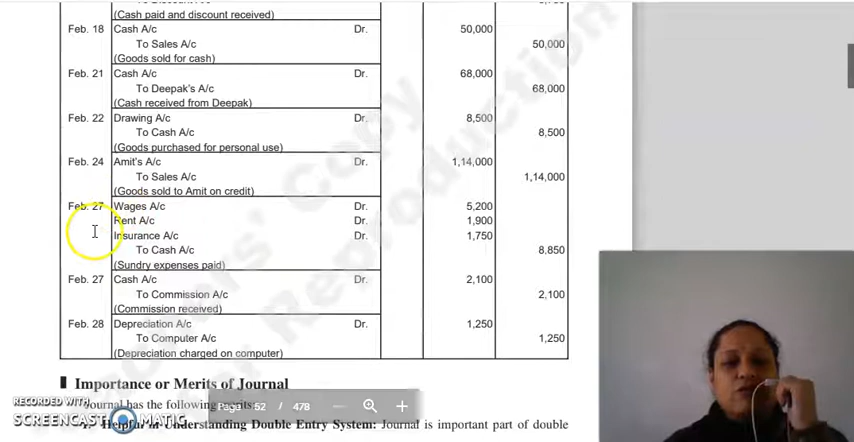 (Cash paid and discount received)
Feb. 18 Cash A/c Dr. 50,000
To Sales A/c 50,000
(Goods sold for cash)
Feb. 21 Cash A/c Dr. 68,000
To Deepak's A/c 68,000
(Cash received from Deepak)
Feb. 22 Drawing A/c Dr. 8,500
To Cash A/c 8,500
(Goods purchased for personal use)
Feb. 24 Amit's A/c Dr. 1,14,000
To Sales A/c 1,14,000
(Goods sold to Amit on credit)
Feb. 27 Wages A/c Dr. 5,200
Rent A/c Dr. 1,900
Insurance A/c Dr. 1,750
To Cash A/c 8,850
(Sundry expenses paid)
Feb. 27 Cash A/c Dr. 2,100
To Commission A/c 2,100
(Commission received)
Feb. 28 Depreciation A/c Dr. 1,250
To Computer A/c 1,250
(Depreciation charged on computer)
Importance or Merits of Journal
Journal has the following merits
Page 52 / 478
Helpful in Understanding Double Entry System: Journal is important part of double
RECORDED WITH
SCREENCAST MATIC